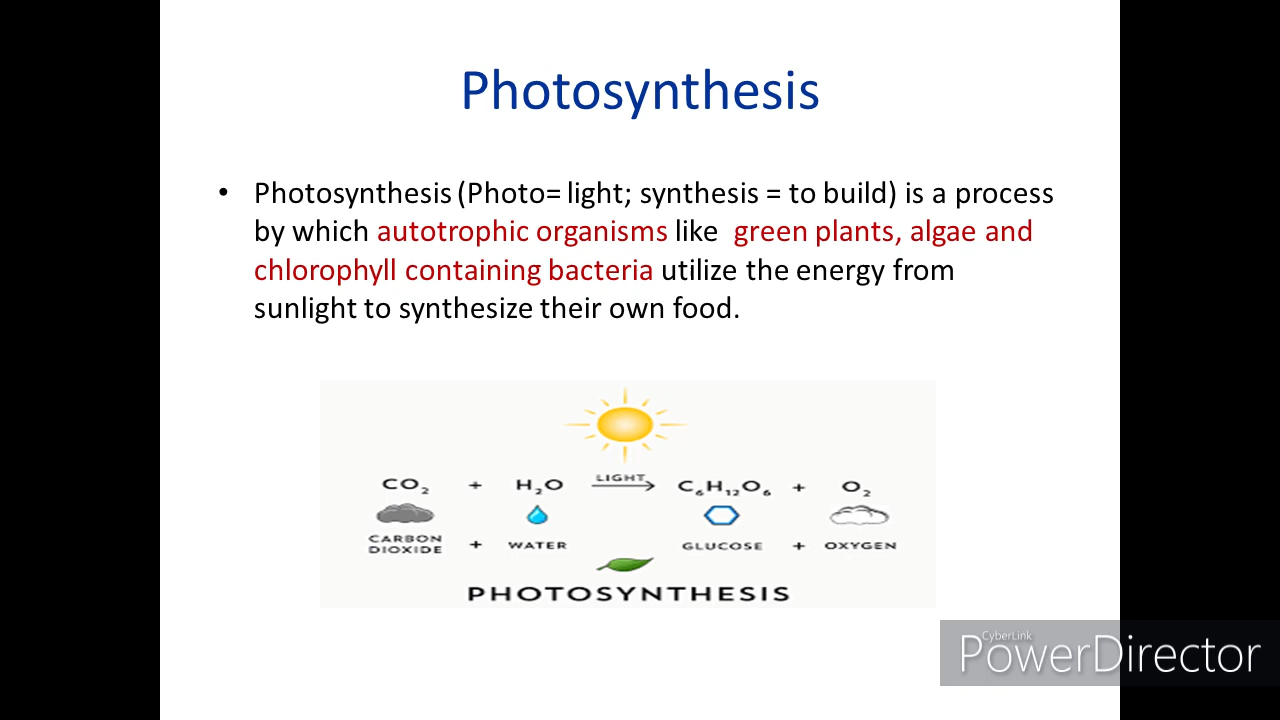 Photosynthesis
• Photosynthesis (Photo= light; synthesis = to build) is a process
by which autotrophic organisms like green plants, algae and
chlorophyll containing bacteria utilize the energy from
sunlight to synthesize their own food.
CO₂ + H₂O LIGHT → C₆H₁₂O₆ + O₂
CARBON
DIOXIDE + WATER GLUCOSE + OXYGEN
PHOTOSYNTHESIS
CyberLink
PowerDirector